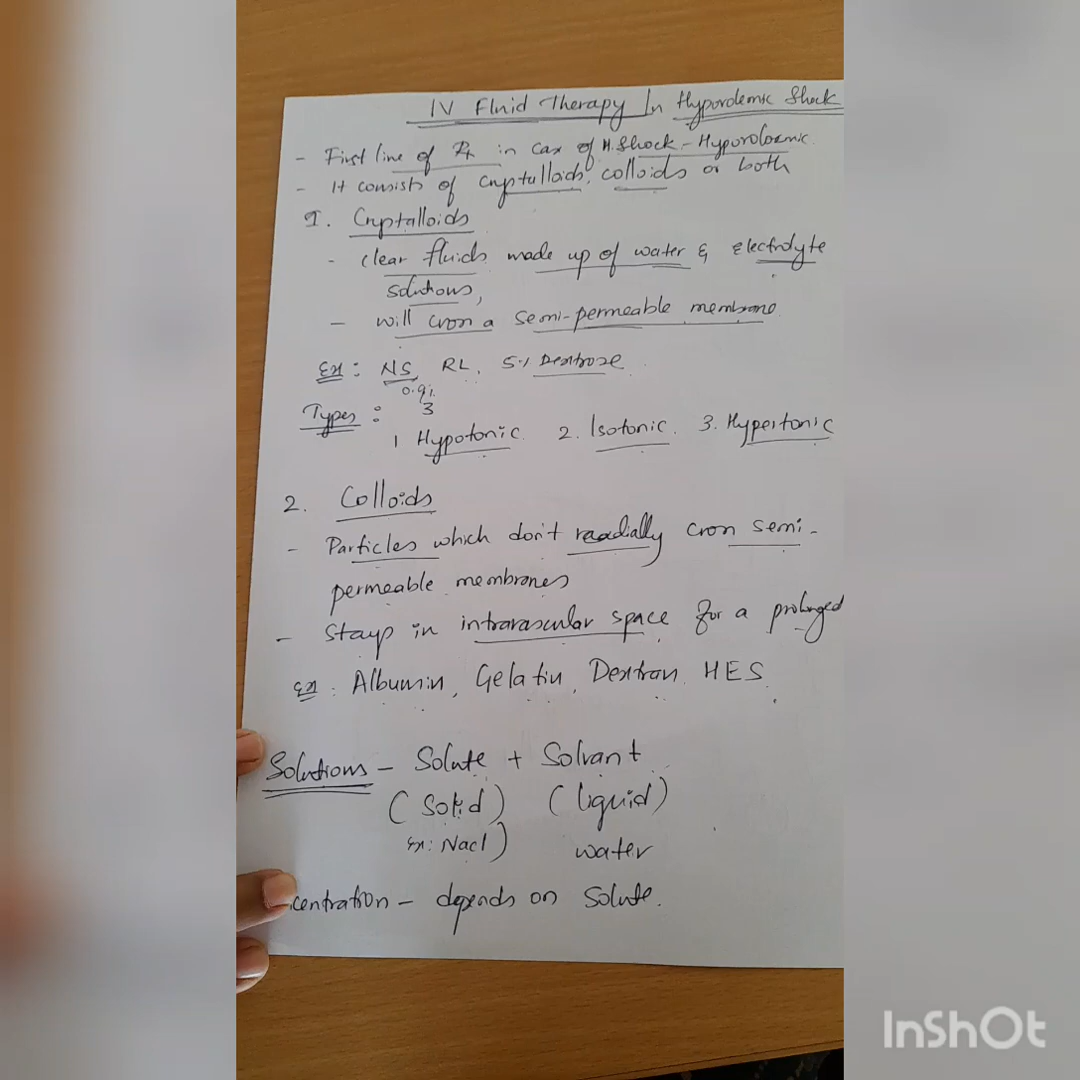 IV Fluid Therapy In Hypovolemic Shock
- First line of Rx in case of H. Shock - Hypovolemic
- It consists of Crystalloids, colloids or both
I. Crystalloids
- clear fluids made up of water & electrolyte
solutions,
- will cross a semi-permeable membrane
Ex: NS, RL, 5% Dextrose
0.9%
Types: 3
1 Hypotonic 2. Isotonic 3. Hypertonic
2. Colloids
- Particles which don't readially cross semi-
permeable membranes
- Stays in intravascular space for a prolonged
Ex: Albumin, Gelatin, Dextran HES
Solutions - Solute + Solvant
(Solid) (liquid)
Ex: Nacl) water
centration - depends on Solute.
InShOt